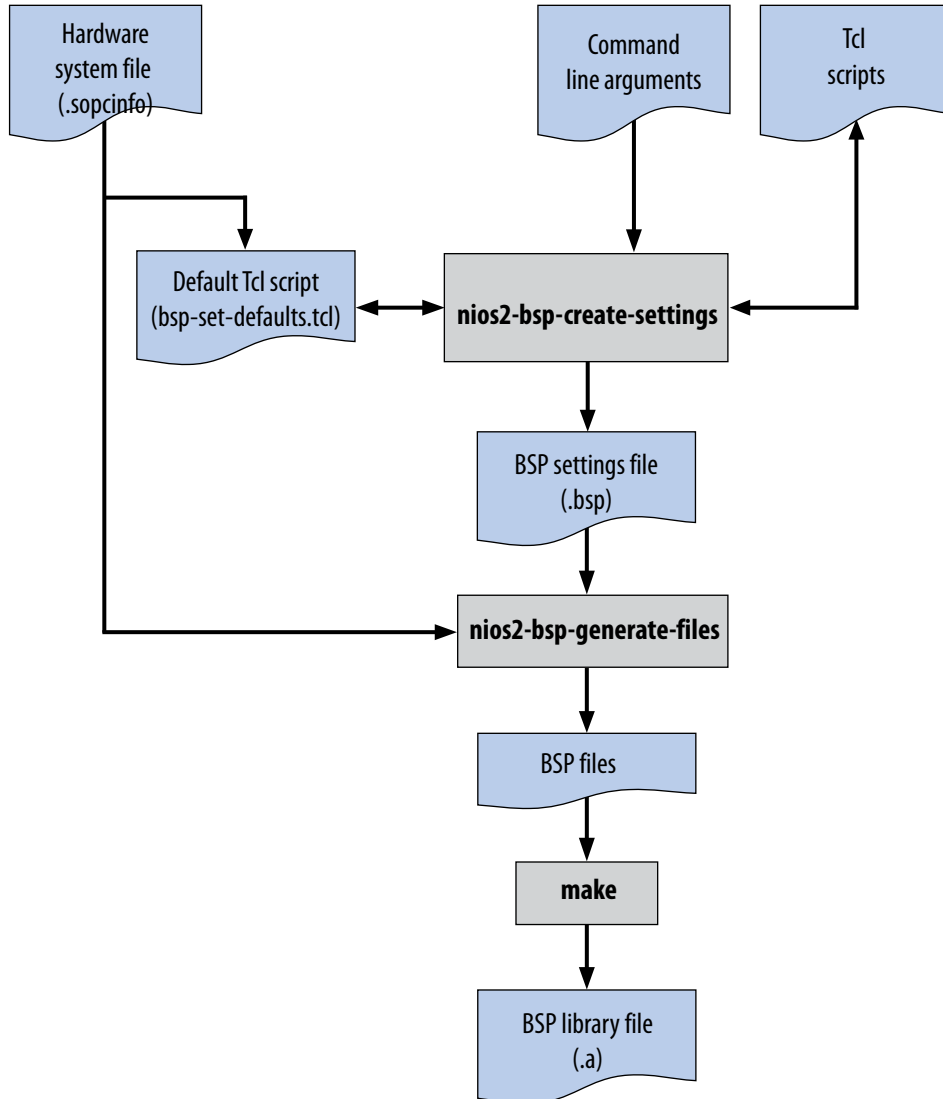 Hardware
system file
(.sopcinfo)
Command
line arguments
Tcl
scripts
Default Tcl script
(bsp-set-defaults.tcl)
nios2-bsp-create-settings
BSP settings file
(.bsp)
nios2-bsp-generate-files
BSP files
make
BSP library file
(.a)